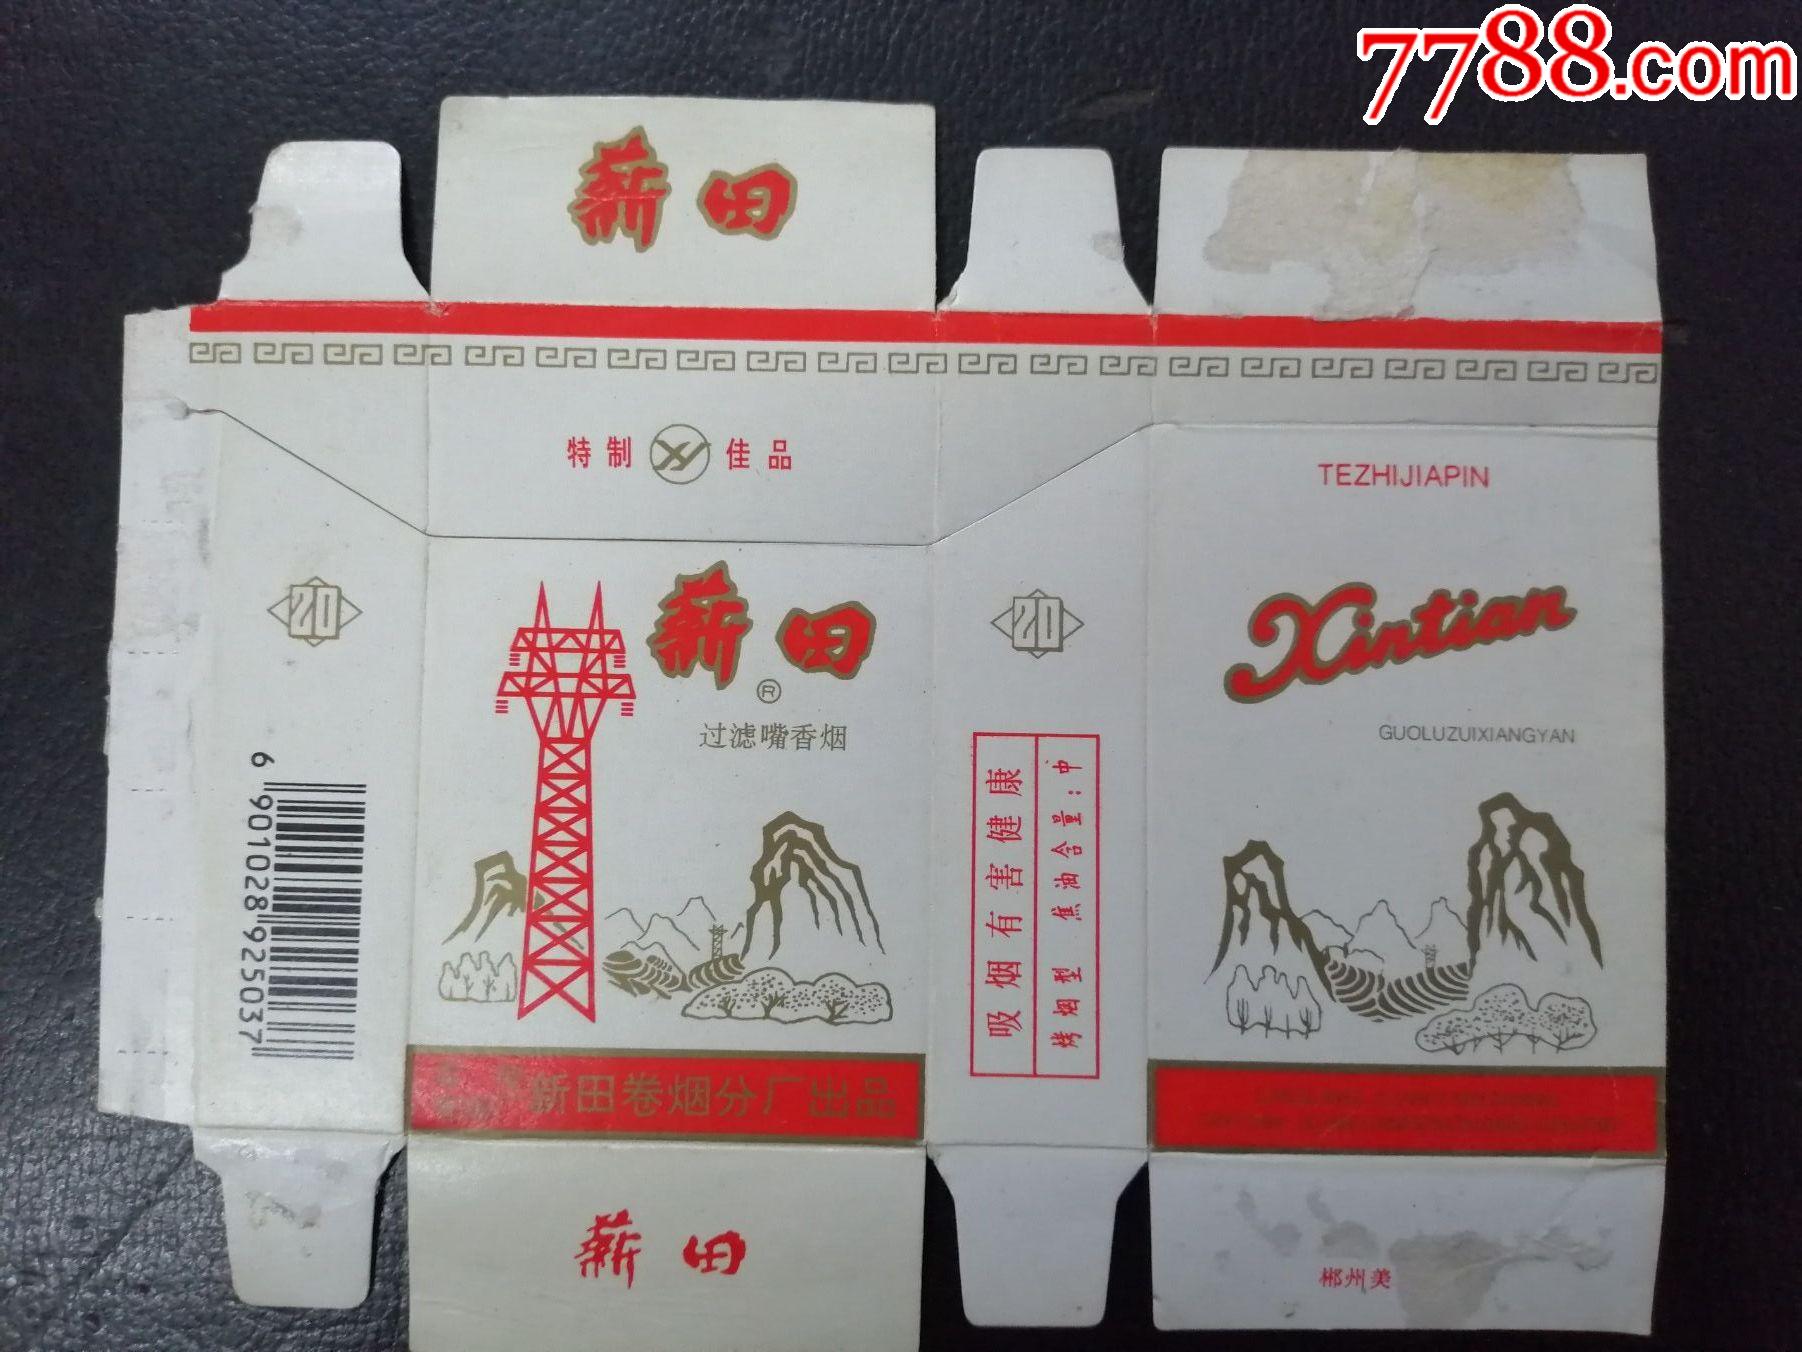 7788.com
薪田
特制 佳品
TEZHIJIAPIN
20
薪田
®
过滤嘴香烟
20
Xintian
GUOLUZUIXIANGYAN
6 901028 925037
吸烟有害健康
烤烟型 焦油含量：中
新田卷烟分厂出品
薪田
郴州美